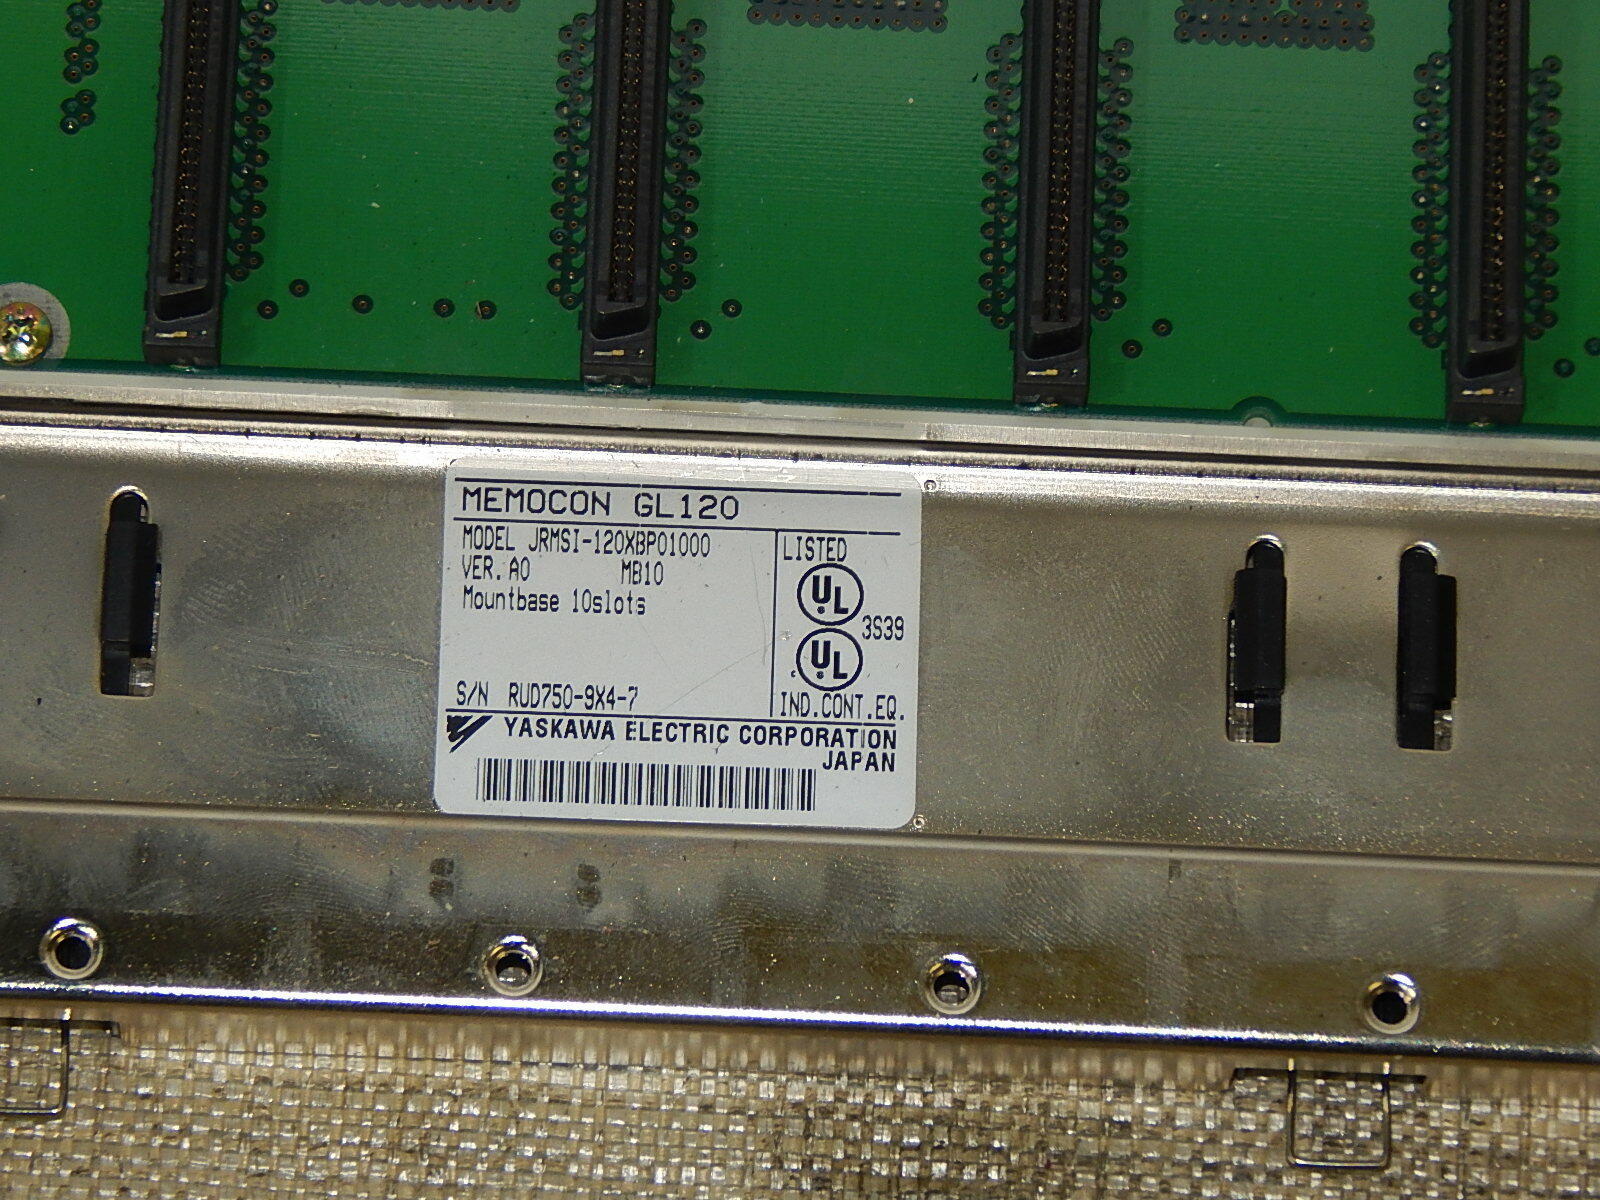 MEMOCON GL120
MODEL JRMSI-120XBP01000
VER. A0 MB10
Mountbase 10slots
S/N RUD750-9X4-7
LISTED
UL
3S39
c UL
IND.CONT.EQ.
YASKAWA ELECTRIC CORPORATION
JAPAN